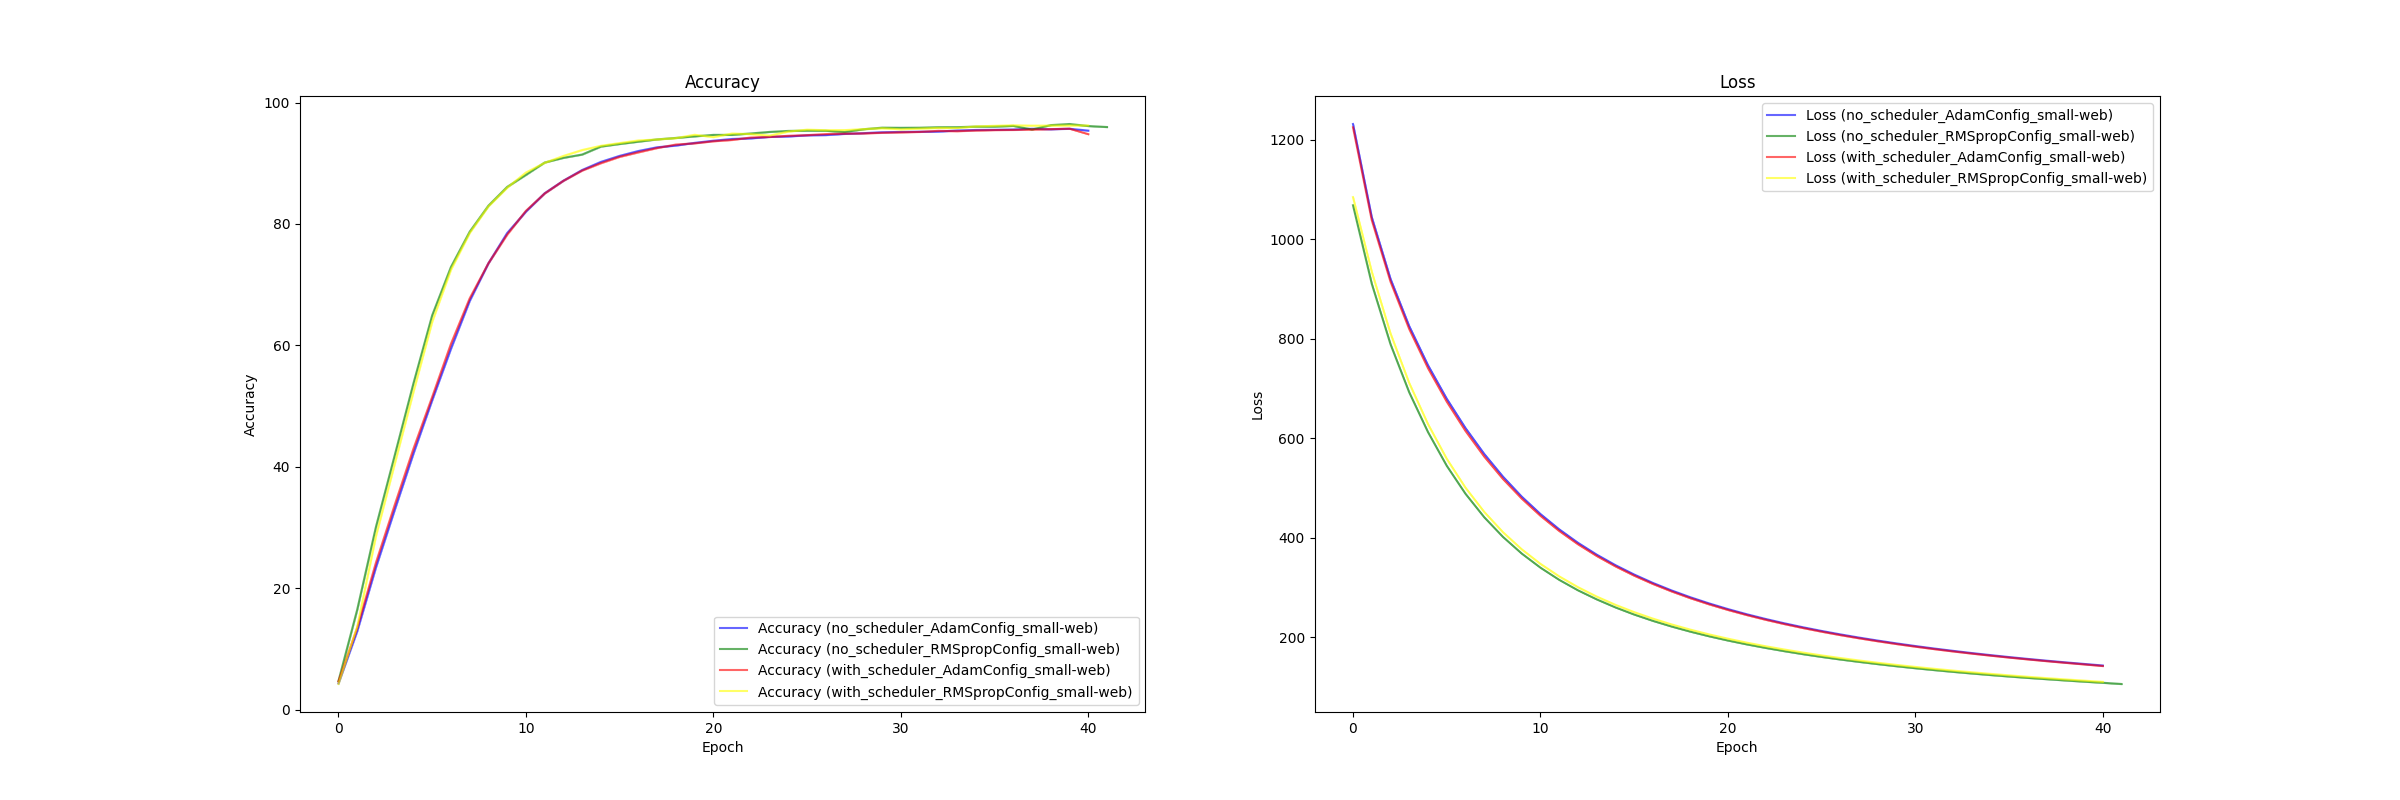 Accuracy
100
80
60
40
20
0
Accuracy
0
10
20
30
40
Epoch
Accuracy (no_scheduler_AdamConfig_small-web)
Accuracy (no_scheduler_RMSpropConfig_small-web)
Accuracy (with_scheduler_AdamConfig_small-web)
Accuracy (with_scheduler_RMSpropConfig_small-web)
Loss
1200
1000
800
600
400
200
Loss
0
10
20
30
40
Epoch
Loss (no_scheduler_AdamConfig_small-web)
Loss (no_scheduler_RMSpropConfig_small-web)
Loss (with_scheduler_AdamConfig_small-web)
Loss (with_scheduler_RMSpropConfig_small-web)